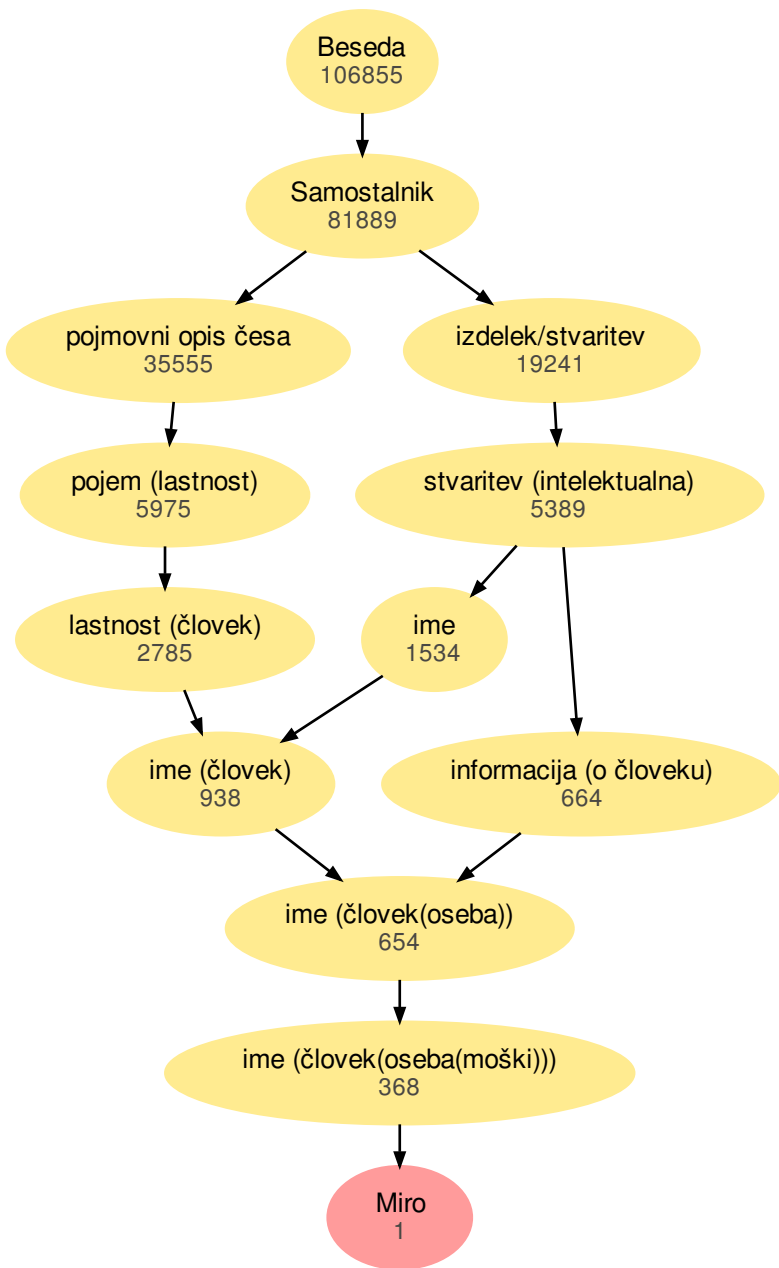 Beseda
106855
Samostalnik
81889
pojmovni opis česa
35555
izdelek/stvaritev
19241
pojem (lastnost)
5975
stvaritev (intelektualna)
5389
lastnost (človek)
2785
ime
1534
ime (človek)
938
informacija (o človeku)
664
ime (človek(oseba))
654
ime (človek(oseba(moški)))
368
Miro
1